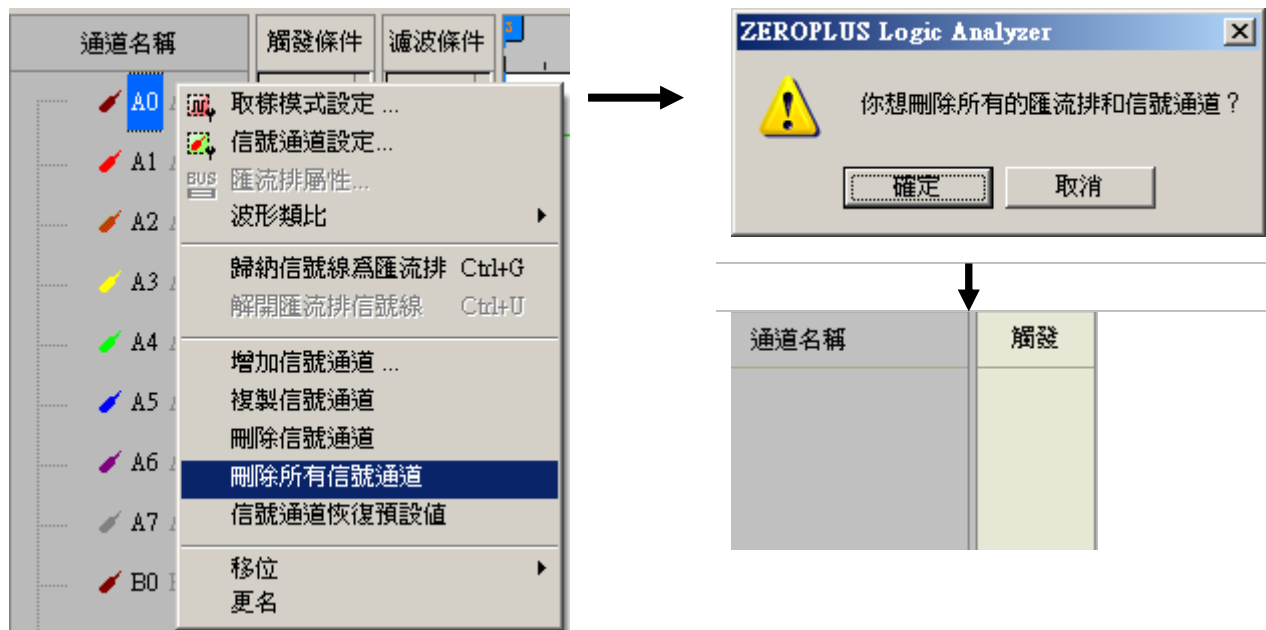 通道名稱
觸發條件
濾波條件
A0
取樣模式設定 ...
信號通道設定...
A1
BUS 匯流排屬性...
A2
波形類比
A3
歸納信號線爲匯流排 Ctrl+G
解開匯流排信號線 Ctrl+U
A4
增加信號通道 ...
A5
複製信號通道
刪除信號通道
A6
刪除所有信號通道
A7
信號通道恢復預設值
移位
B0
更名
ZEROPLUS Logic Analyzer
你想刪除所有的匯流排和信號通道？
確定
取消
通道名稱
觸發